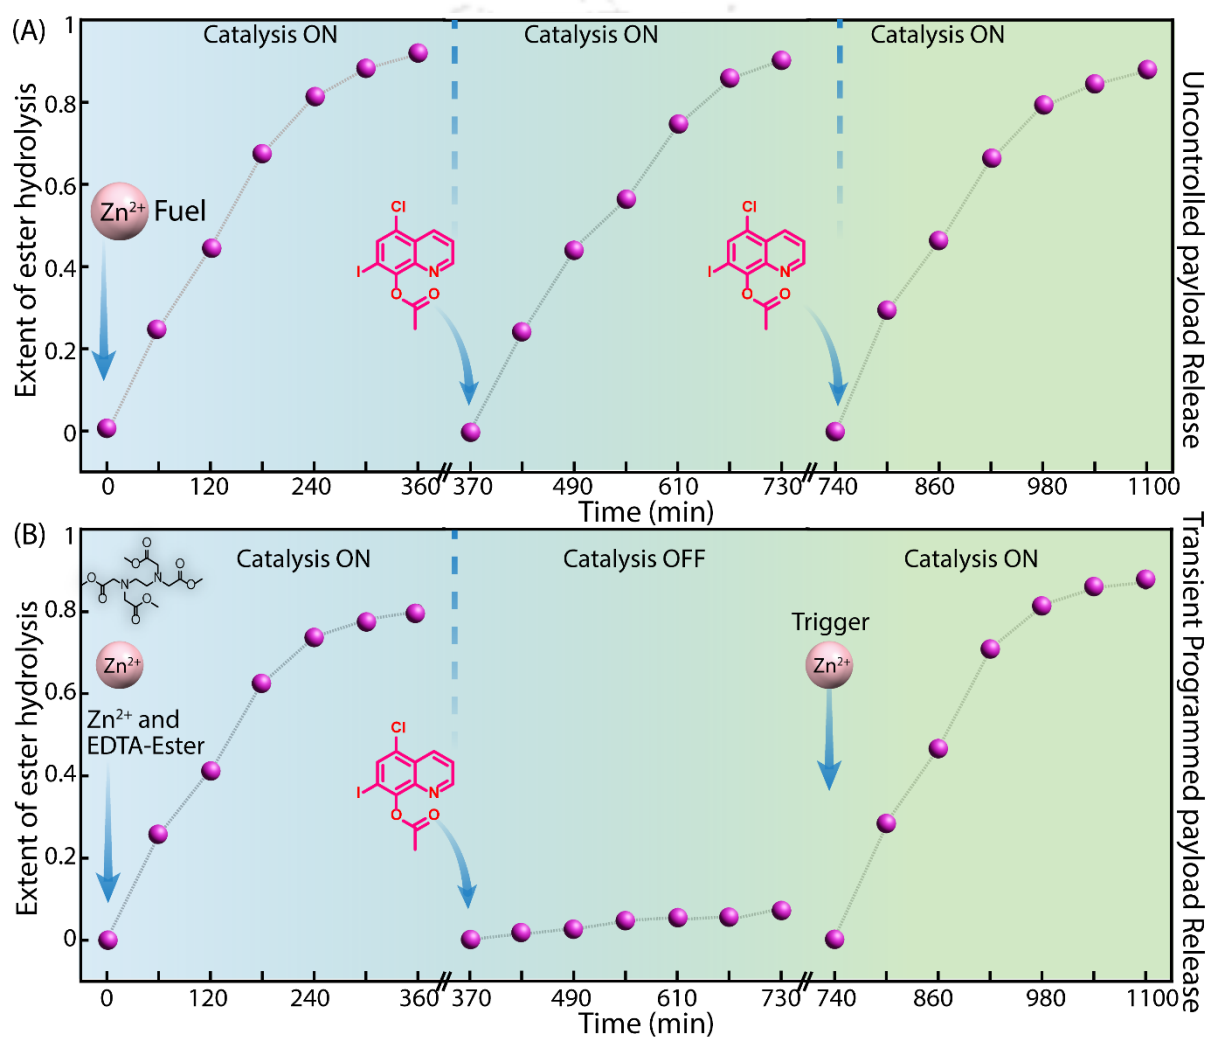 (A)
Catalysis ON
Catalysis ON
Catalysis ON
Extent of ester hydrolysis
Uncontrolled payload Release
1
0.8
0.6
0.4
0.2
0
Zn2+ Fuel
Cl
I
N
O
O
Cl
I
N
O
O
0
120
240
360
370
490
610
730
740
860
980
1100
Time (min)
(B)
Catalysis ON
Catalysis OFF
Catalysis ON
Extent of ester hydrolysis
Transient Programmed payload Release
1
0.8
0.6
0.4
0.2
0
O
O
O
O
N
N
O
O
O
O
Zn2+
Zn2+ and
EDTA-Ester
Cl
I
N
O
O
Trigger
Zn2+
0
120
240
360
370
490
610
730
740
860
980
1100
Time (min)